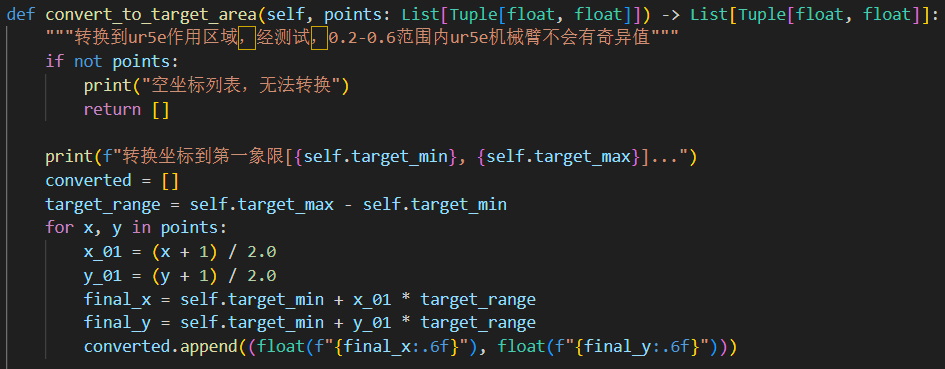 def convert_to_target_area(self, points: List[Tuple[float, float]]) -> List[Tuple[float, float]]:
    """转换到ur5e作用区域，经测试，0.2-0.6范围内ur5e机械臂不会有奇异值"""
    if not points:
        print("空坐标列表，无法转换")
        return []
    print(f"转换坐标到第一象限[{self.target_min}, {self.target_max}]...")
    converted = []
    target_range = self.target_max - self.target_min
    for x, y in points:
        x_01 = (x + 1) / 2.0
        y_01 = (y + 1) / 2.0
        final_x = self.target_min + x_01 * target_range
        final_y = self.target_min + y_01 * target_range
        converted.append((float(f"{final_x:.6f}"), float(f"{final_y:.6f}")))